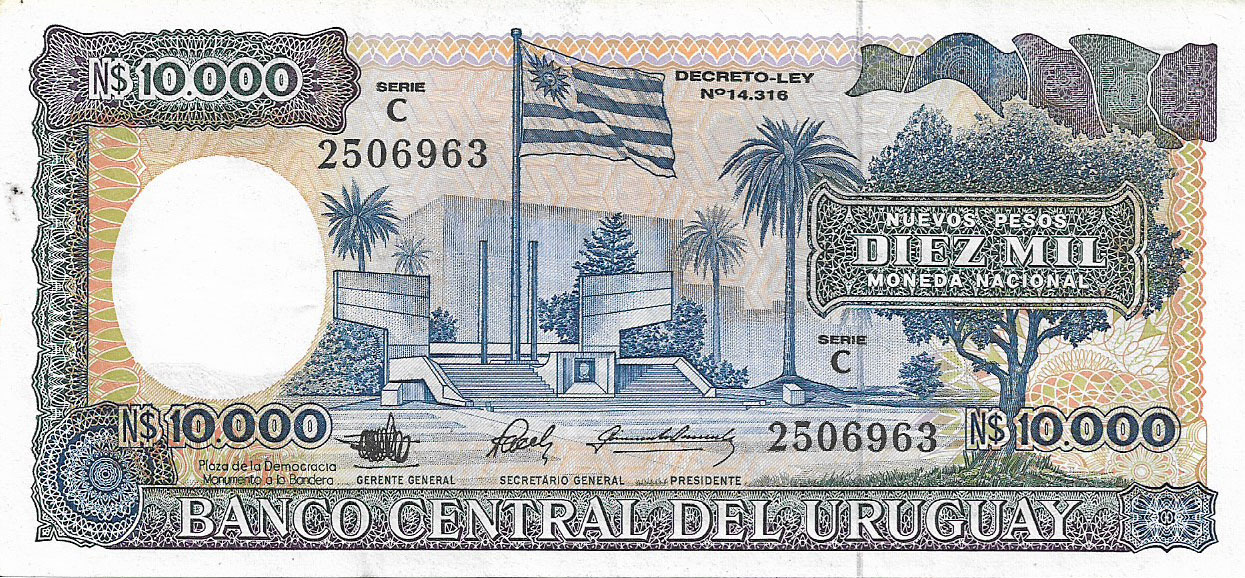 N$ 10.000
SERIE
C
2506963
DECRETO-LEY
Nº14.316
NUEVOS PESOS
DIEZ MIL
MONEDA NACIONAL
SERIE
C
N$ 10.000
2506963
N$ 10.000
Plaza de la Democracia
Monumento a la Bandera
GERENTE GENERAL
SECRETARIO GENERAL
PRESIDENTE
BANCO CENTRAL DEL URUGUAY